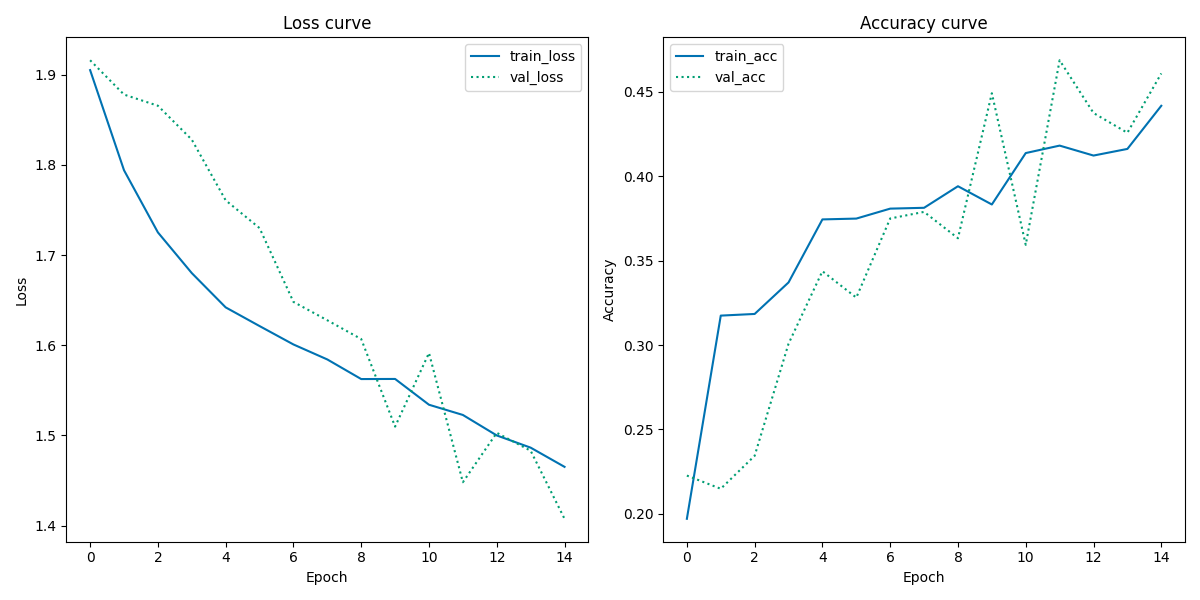 Loss curve
train_loss
val_loss
1.9
1.8
1.7
1.6
1.5
1.4
Loss
0 2 4 6 8 10 12 14
Epoch
Accuracy curve
train_acc
val_acc
0.45
0.40
0.35
0.30
0.25
0.20
Accuracy
0 2 4 6 8 10 12 14
Epoch